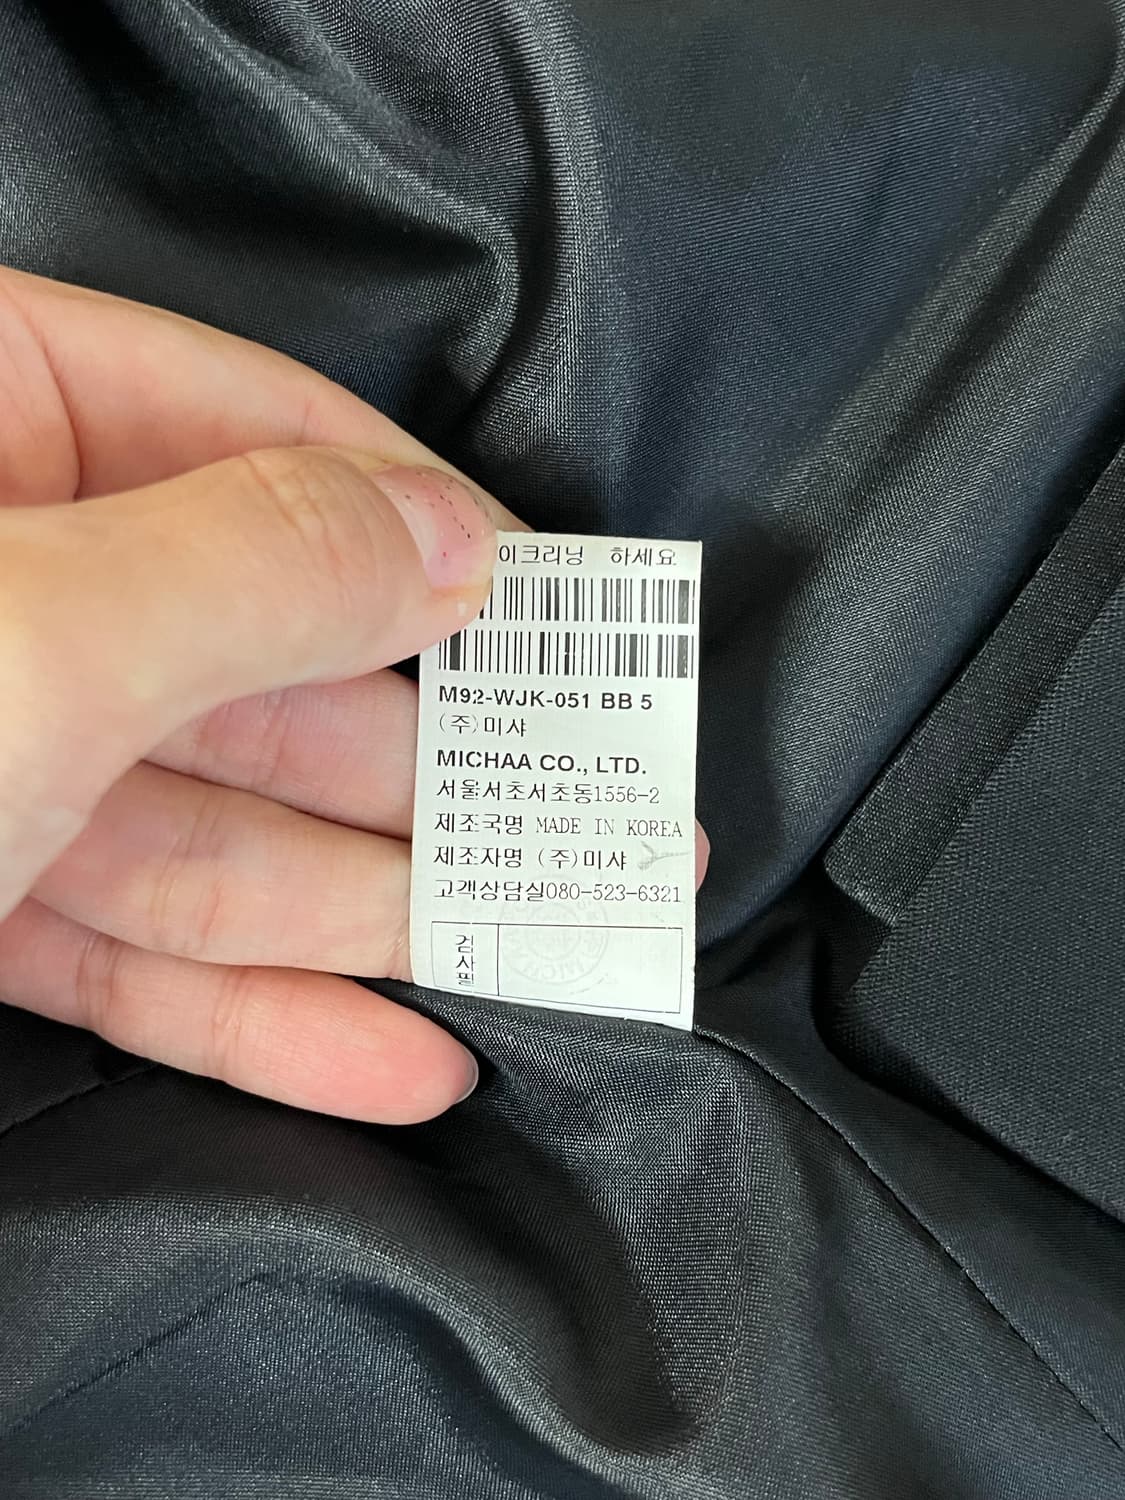 이크리닝 하세요
M92-WJK-051 BB 5
(주)미샤
MICHAA CO., LTD.
서울서초서초동1556-2
제조국명 MADE IN KOREA
제조자명 (주)미샤
고객상담실080-523-6321
검사필